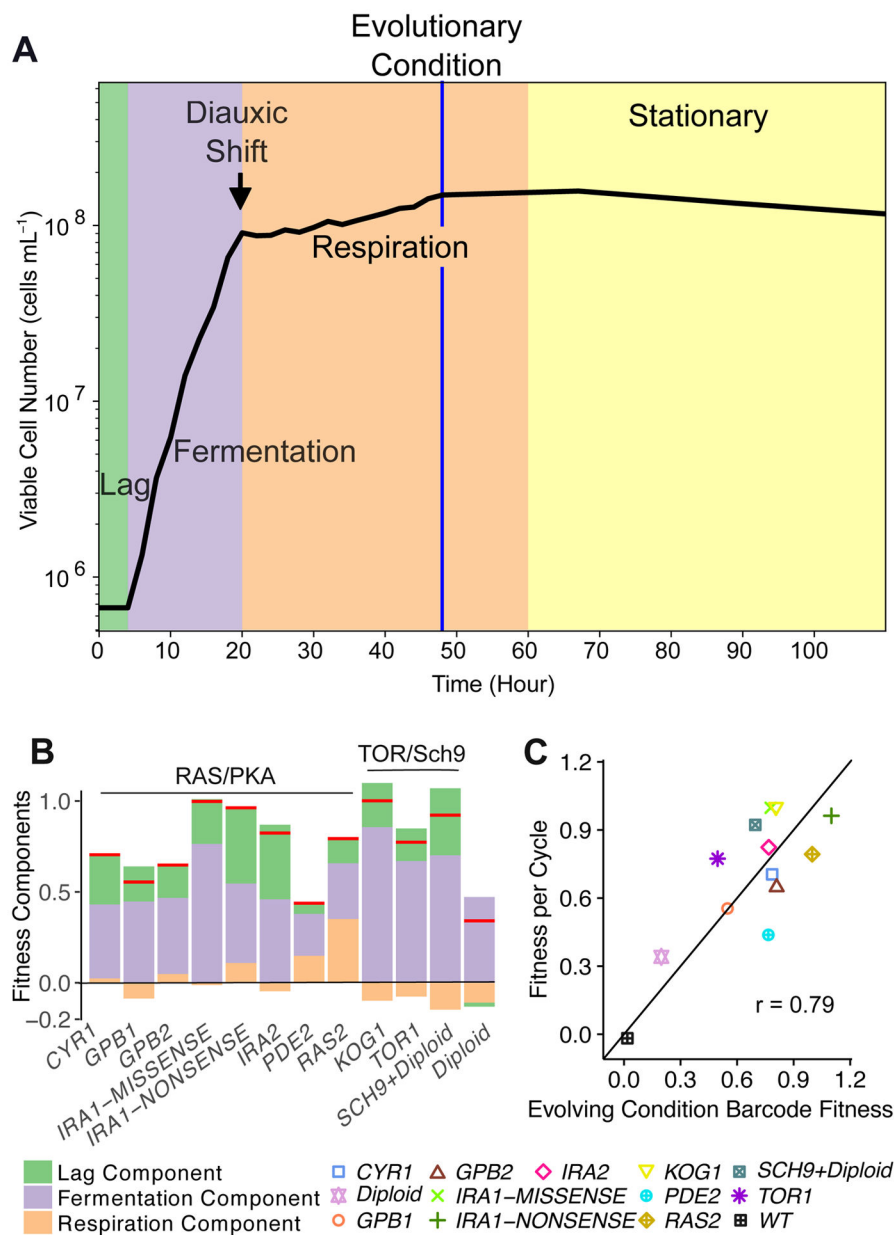 A
Evolutionary
Condition
Diauxic
Shift
Stationary
Respiration
Fermentation
Lag
Viable Cell Number (cells mL⁻¹)
10⁸
10⁷
10⁶
0 10 20 30 40 50 60 70 80 90 100
Time (Hour)
B
RAS/PKA
TOR/Sch9
Fitness Components
1.0
0.5
0.0
−0.2
CYR1
GPB1
GPB2
IRA1−MISSENSE
IRA1−NONSENSE
IRA2
PDE2
RAS2
KOG1
TOR1
SCH9+Diploid
Diploid
C
Fitness per Cycle
1.2
0.9
0.6
0.3
0.0
r = 0.79
0.0 0.3 0.6 0.9 1.2
Evolving Condition Barcode Fitness
Lag Component
Fermentation Component
Respiration Component
CYR1 GPB2 IRA2 KOG1 SCH9+Diploid
Diploid IRA1−MISSENSE PDE2 TOR1
GPB1 IRA1−NONSENSE RAS2 WT